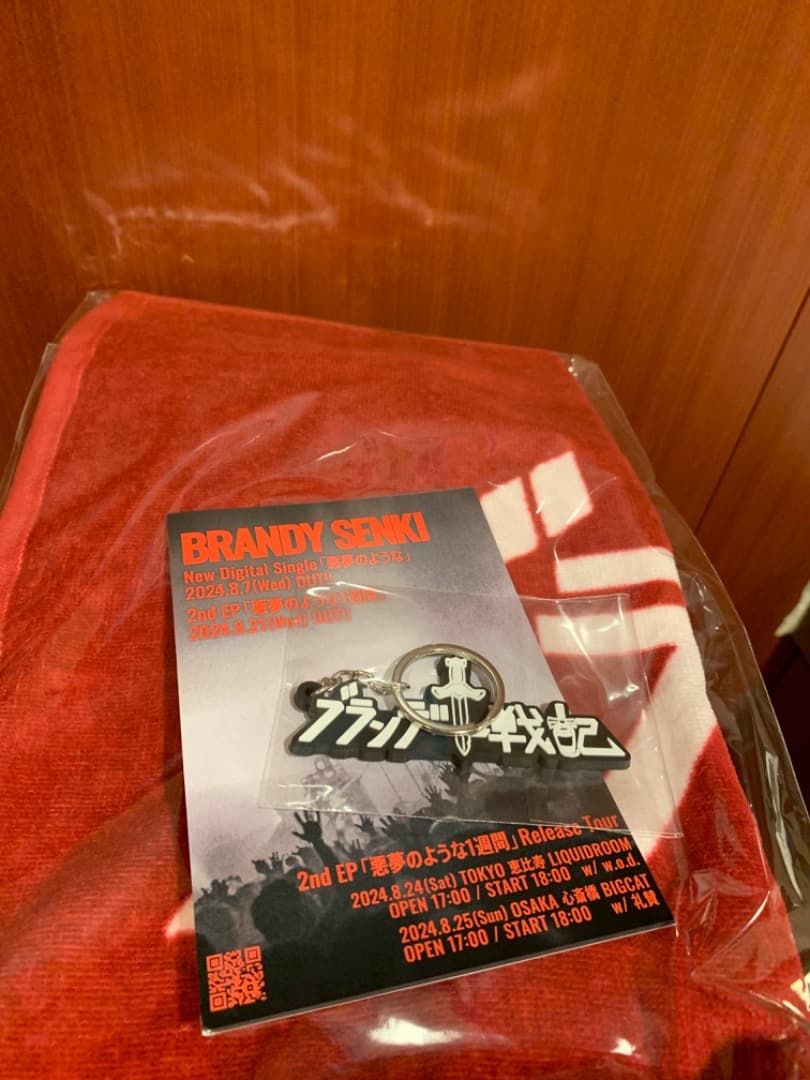 BRANDY SENKI
New Digital Single「悪夢のような」
2024.8.7(Wed) OUT!!
2nd EP「悪夢のような1週間」
2024.8.21(Wed) OUT!!
ブランデー戦記
2nd EP「悪夢のような1週間」Release Tour
2024.8.24(Sat) TOKYO 恵比寿 LIQUIDROOM
OPEN 17:00 / START 18:00 w/ w.o.d.
2024.8.25(Sun) OSAKA 心斎橋 BIGCAT
OPEN 17:00 / START 18:00 w/ 礼賛